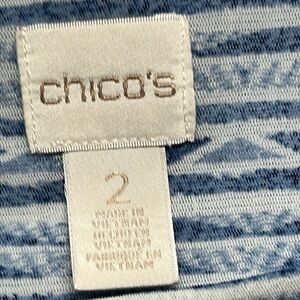 chico's
2
MADE IN
VIETNAM
HECHO EN
VIETNAM
FABRIQUÉ EN
VIETNAM